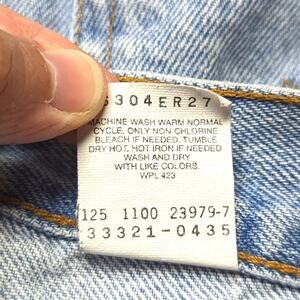 304ER27
MACHINE WASH WARM NORMAL
CYCLE. ONLY NON-CHLORINE
BLEACH IF NEEDED. TUMBLE
DRY HOT. HOT IRON IF NEEDED
WASH AND DRY
WITH LIKE COLORS.
WPL 423
125 1100 23979-7
33321-0435